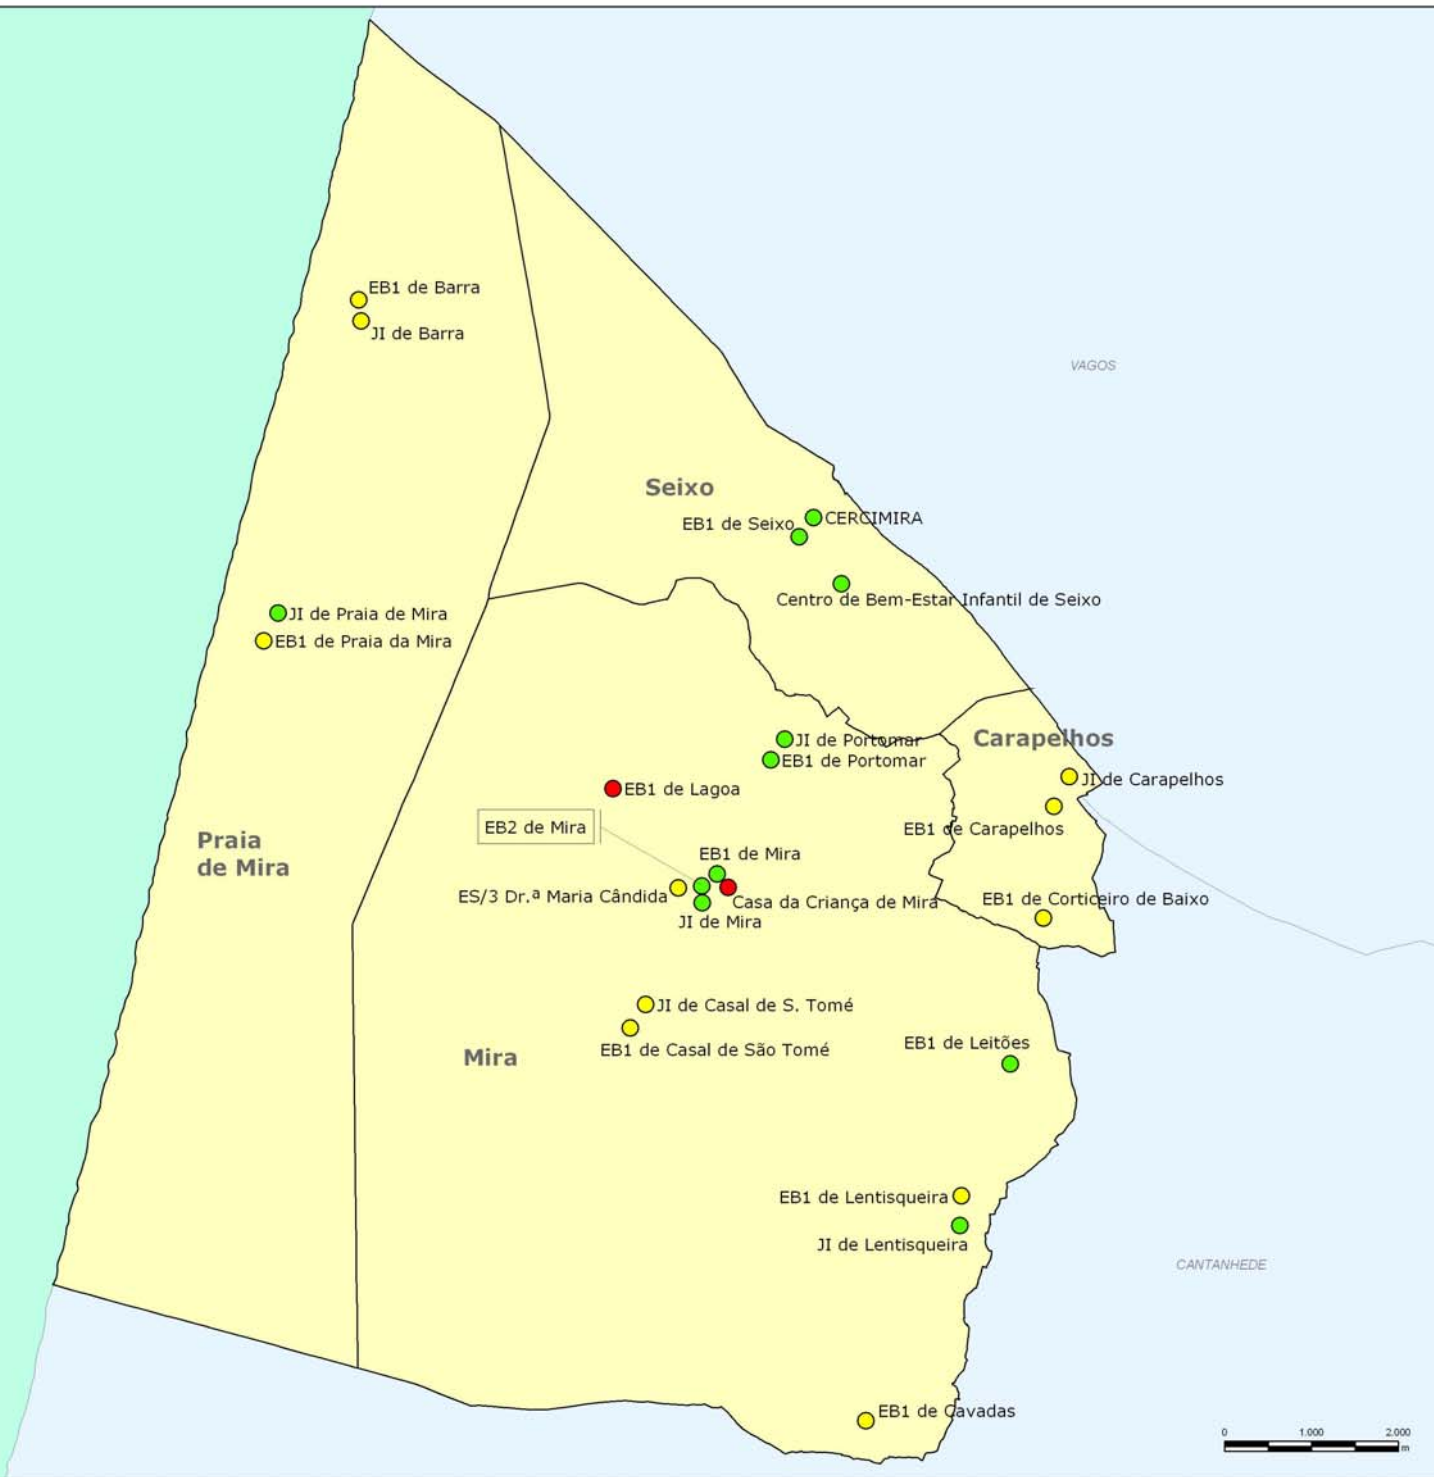 EB1 de Barra
JI de Barra
VAGOS
Seixo
CERCIMIRA
EB1 de Seixo
Centro de Bem-Estar Infantil de Seixo
JI de Praia de Mira
EB1 de Praia da Mira
Carapelhos
JI de Portomar
EB1 de Portomar
JI de Carapelhos
EB1 de Lagoa
EB2 de Mira
EB1 de Carapelhos
Praia
de Mira
EB1 de Mira
ES/3 Dr.ª Maria Cândida
Casa da Criança de Mira
EB1 de Corticeiro de Baixo
JI de Mira
JI de Casal de S. Tomé
EB1 de Casal de São Tomé
Mira
EB1 de Leitões
EB1 de Lentisqueira
JI de Lentisqueira
CANTANHEDE
EB1 de Cavadas
0 1.000 2.000
m